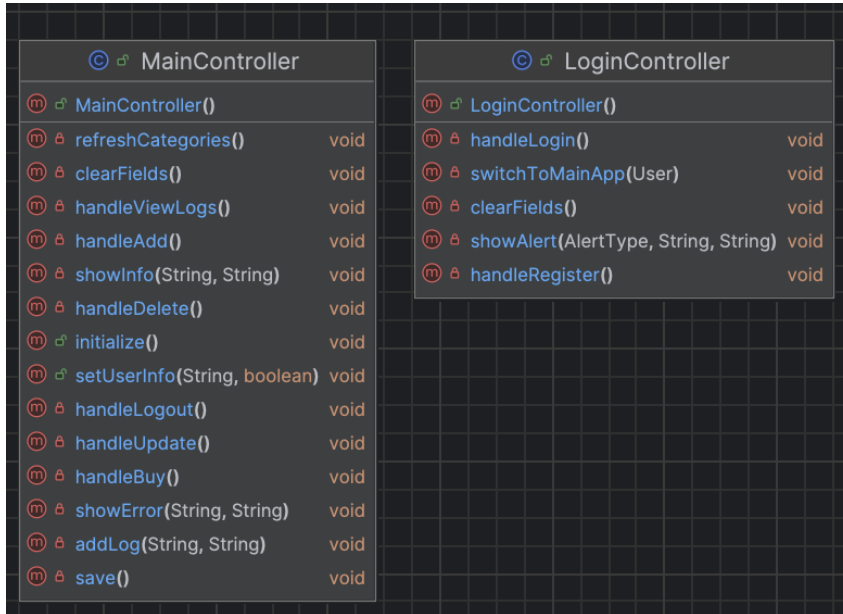 MainController
MainController()
refreshCategories() void
clearFields() void
handleViewLogs() void
handleAdd() void
showInfo(String, String) void
handleDelete() void
initialize() void
setUserInfo(String, boolean) void
handleLogout() void
handleUpdate() void
handleBuy() void
showError(String, String) void
addLog(String, String) void
save() void
LoginController
LoginController()
handleLogin() void
switchToMainApp(User) void
clearFields() void
showAlert(AlertType, String, String) void
handleRegister() void